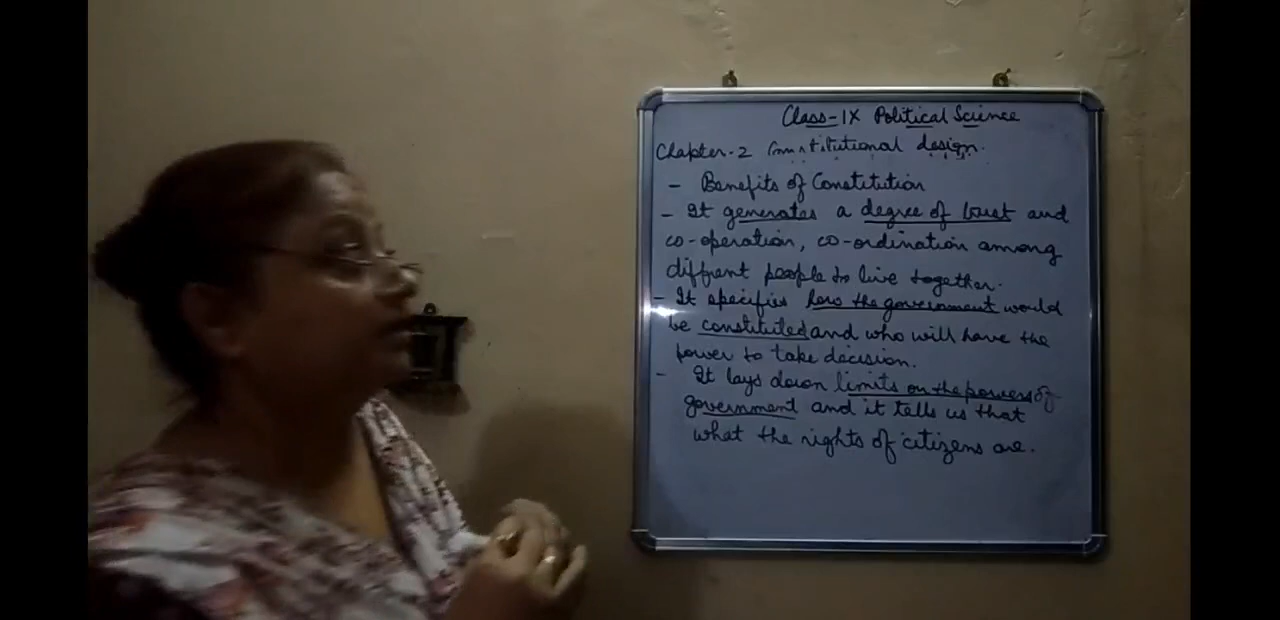 Class-IX Political Science
Chapter-2 Constitutional design.
- Benefits of Constitution
- It generates a degree of trust and
co-operation, co-ordination among
diffrent people to live together.
- It specifies how the government would
be constituted and who will have the
power to take decision.
- It lays down limits on the powers of
government and it tells us that
what the rights of citizens are.